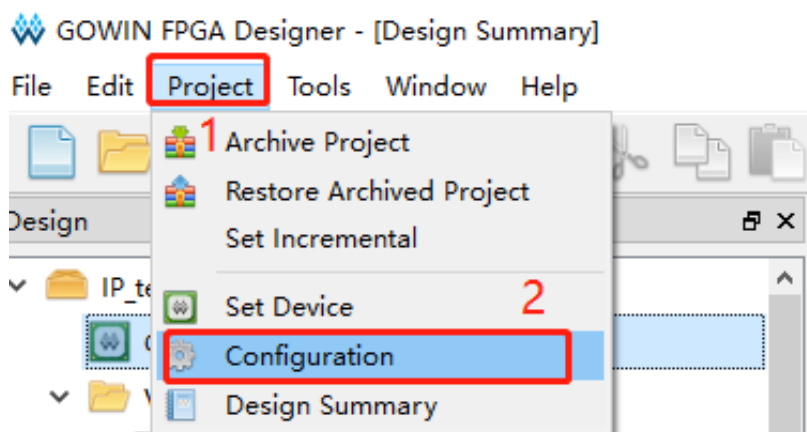 GOWIN FPGA Designer - [Design Summary]
File Edit Project Tools Window Help
1
Archive Project
Restore Archived Project
Design
Set Incremental
IP_te
Set Device
2
Configuration
Design Summary